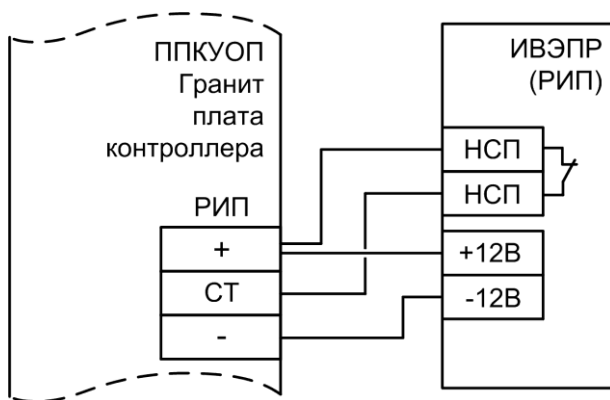 ППКУОП
Гранит
плата
контроллера
РИП
+
СТ
-
ИВЭПР
(РИП)
НСП
НСП
+12В
-12В